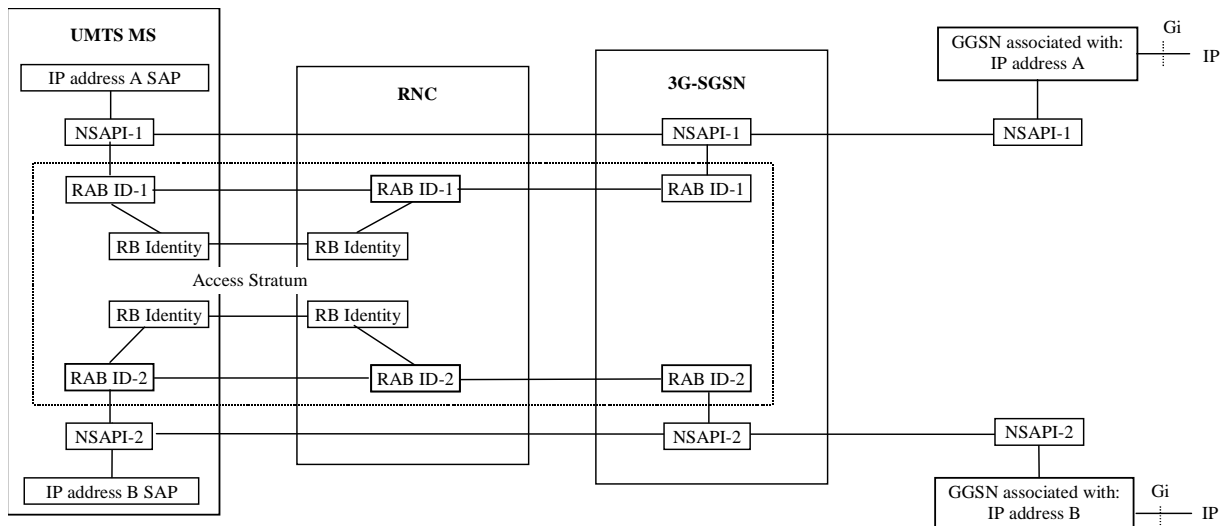 UMTS MS
IP address A SAP
NSAPI-1
RAB ID-1
RB Identity
RNC
RAB ID-1
RB Identity
3G-SGSN
NSAPI-1
RAB ID-1
GGSN associated with:
IP address A
Gi
IP
NSAPI-1
Access Stratum
RB Identity
RAB ID-2
NSAPI-2
IP address B SAP
RB Identity
RAB ID-2
RAB ID-2
NSAPI-2
NSAPI-2
GGSN associated with:
IP address B
Gi
IP